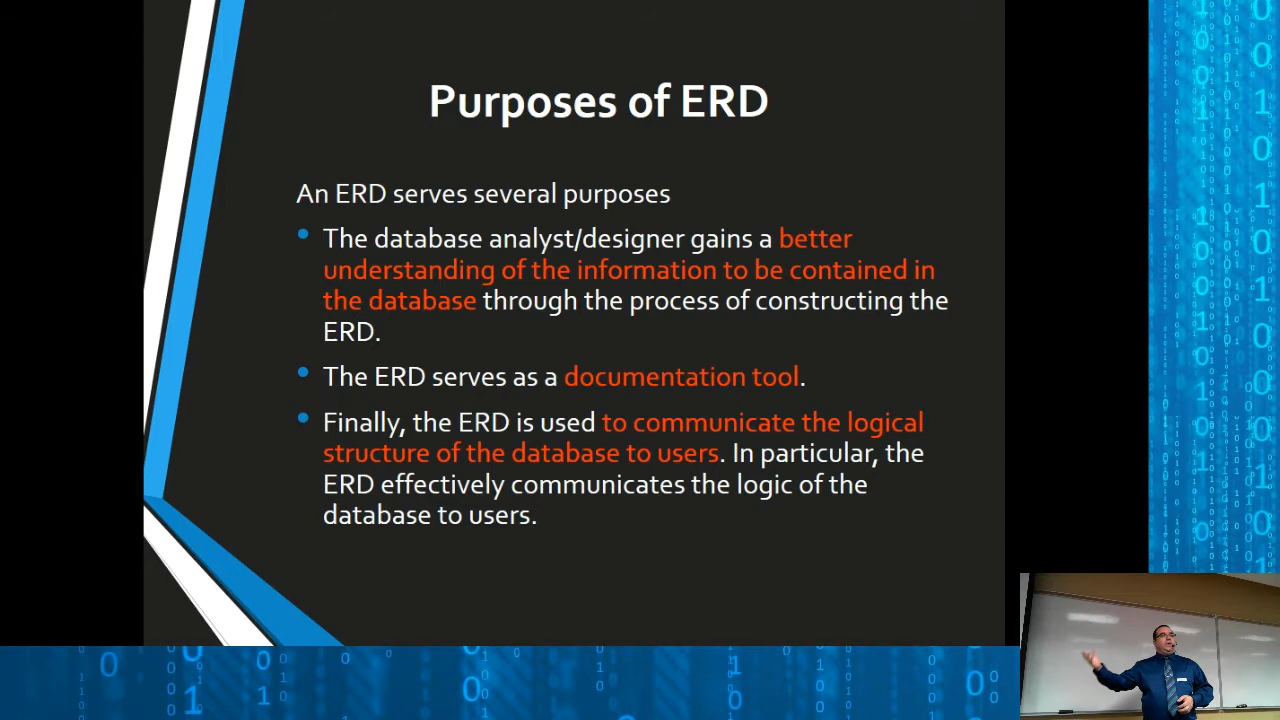 Purposes of ERD
An ERD serves several purposes
• The database analyst/designer gains a better
understanding of the information to be contained in
the database through the process of constructing the
ERD.
• The ERD serves as a documentation tool.
• Finally, the ERD is used to communicate the logical
structure of the database to users. In particular, the
ERD effectively communicates the logic of the
database to users.